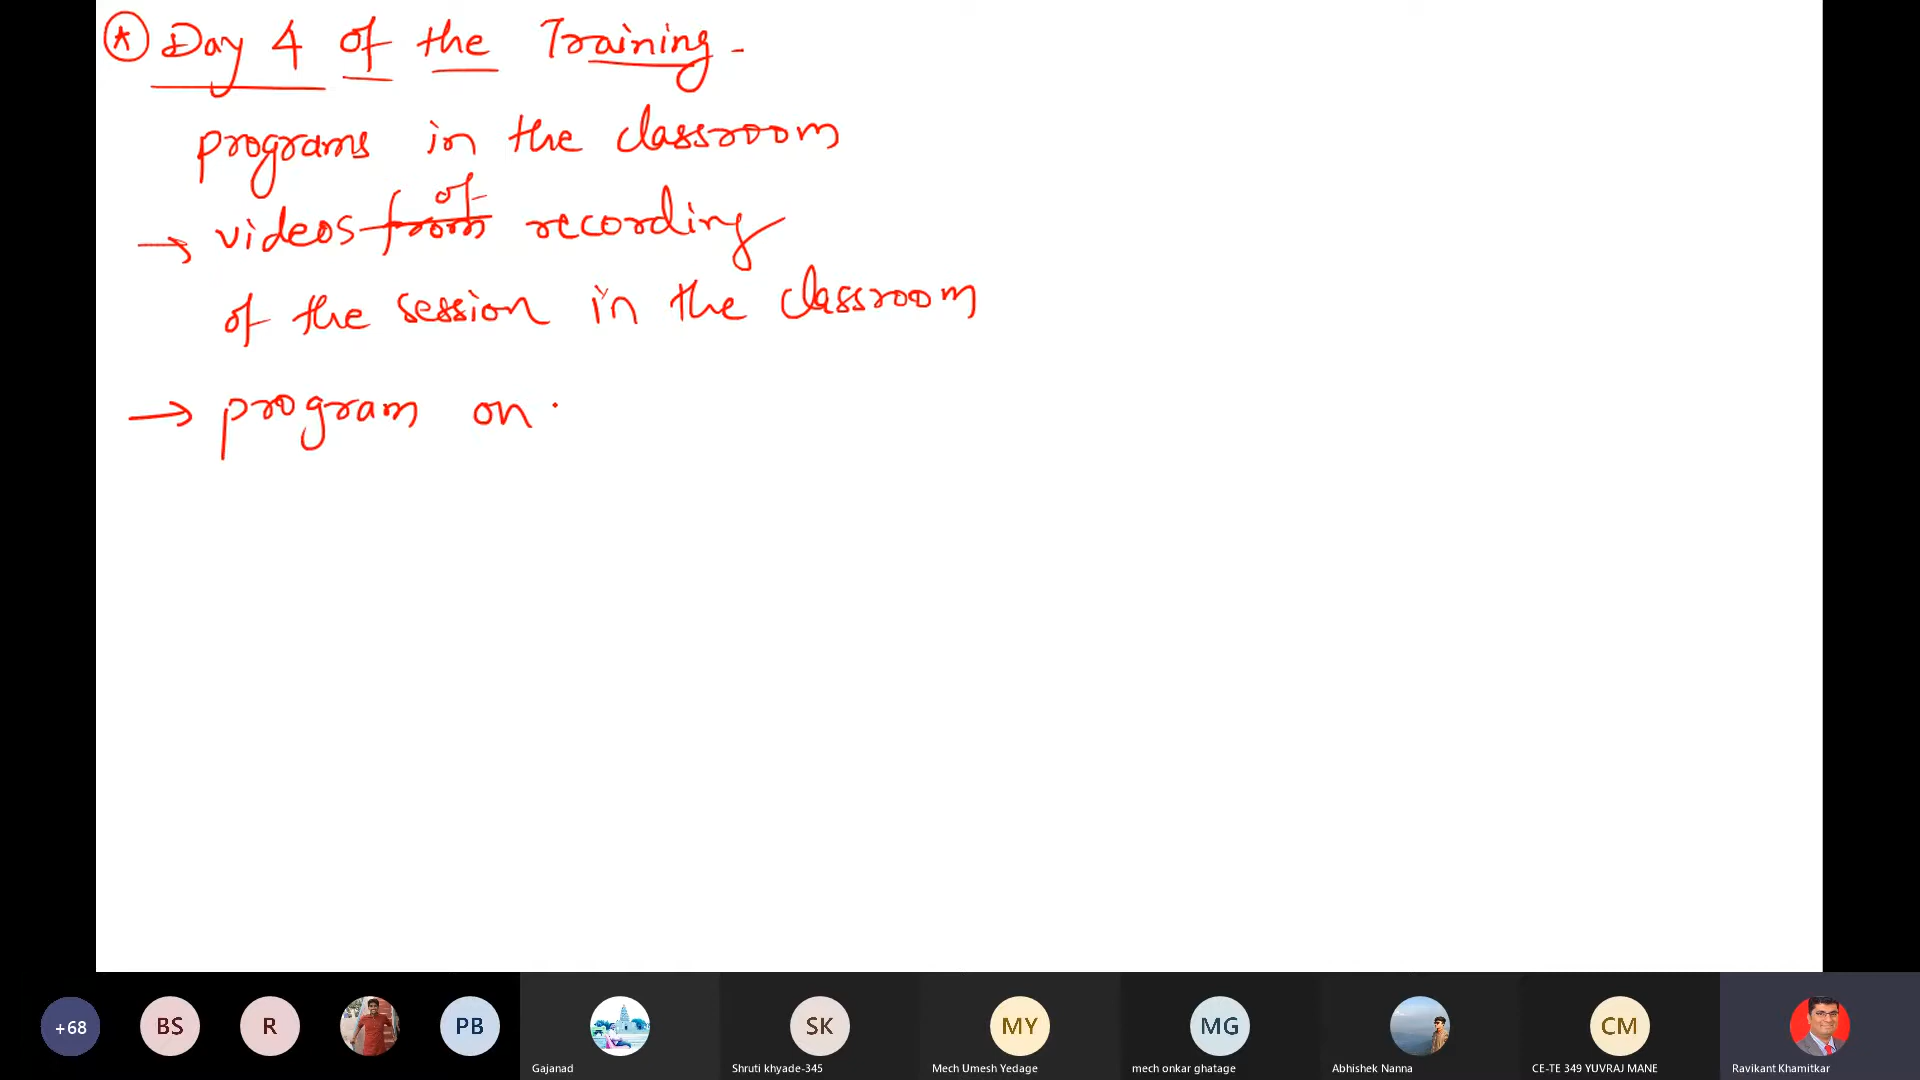 Day 4 of the Training -
programs in the classroom
→ videos from of recording
of the session in the classroom
→ program on
+68
BS
R
PB
SK
MY
MG
CM
Gajanad
Shruti khyade-345
Mech Umesh Yedage
mech onkar ghatage
Abhishek Nanna
CE-TE 349 YUVRAJ MANE
Ravikant Khamitkar